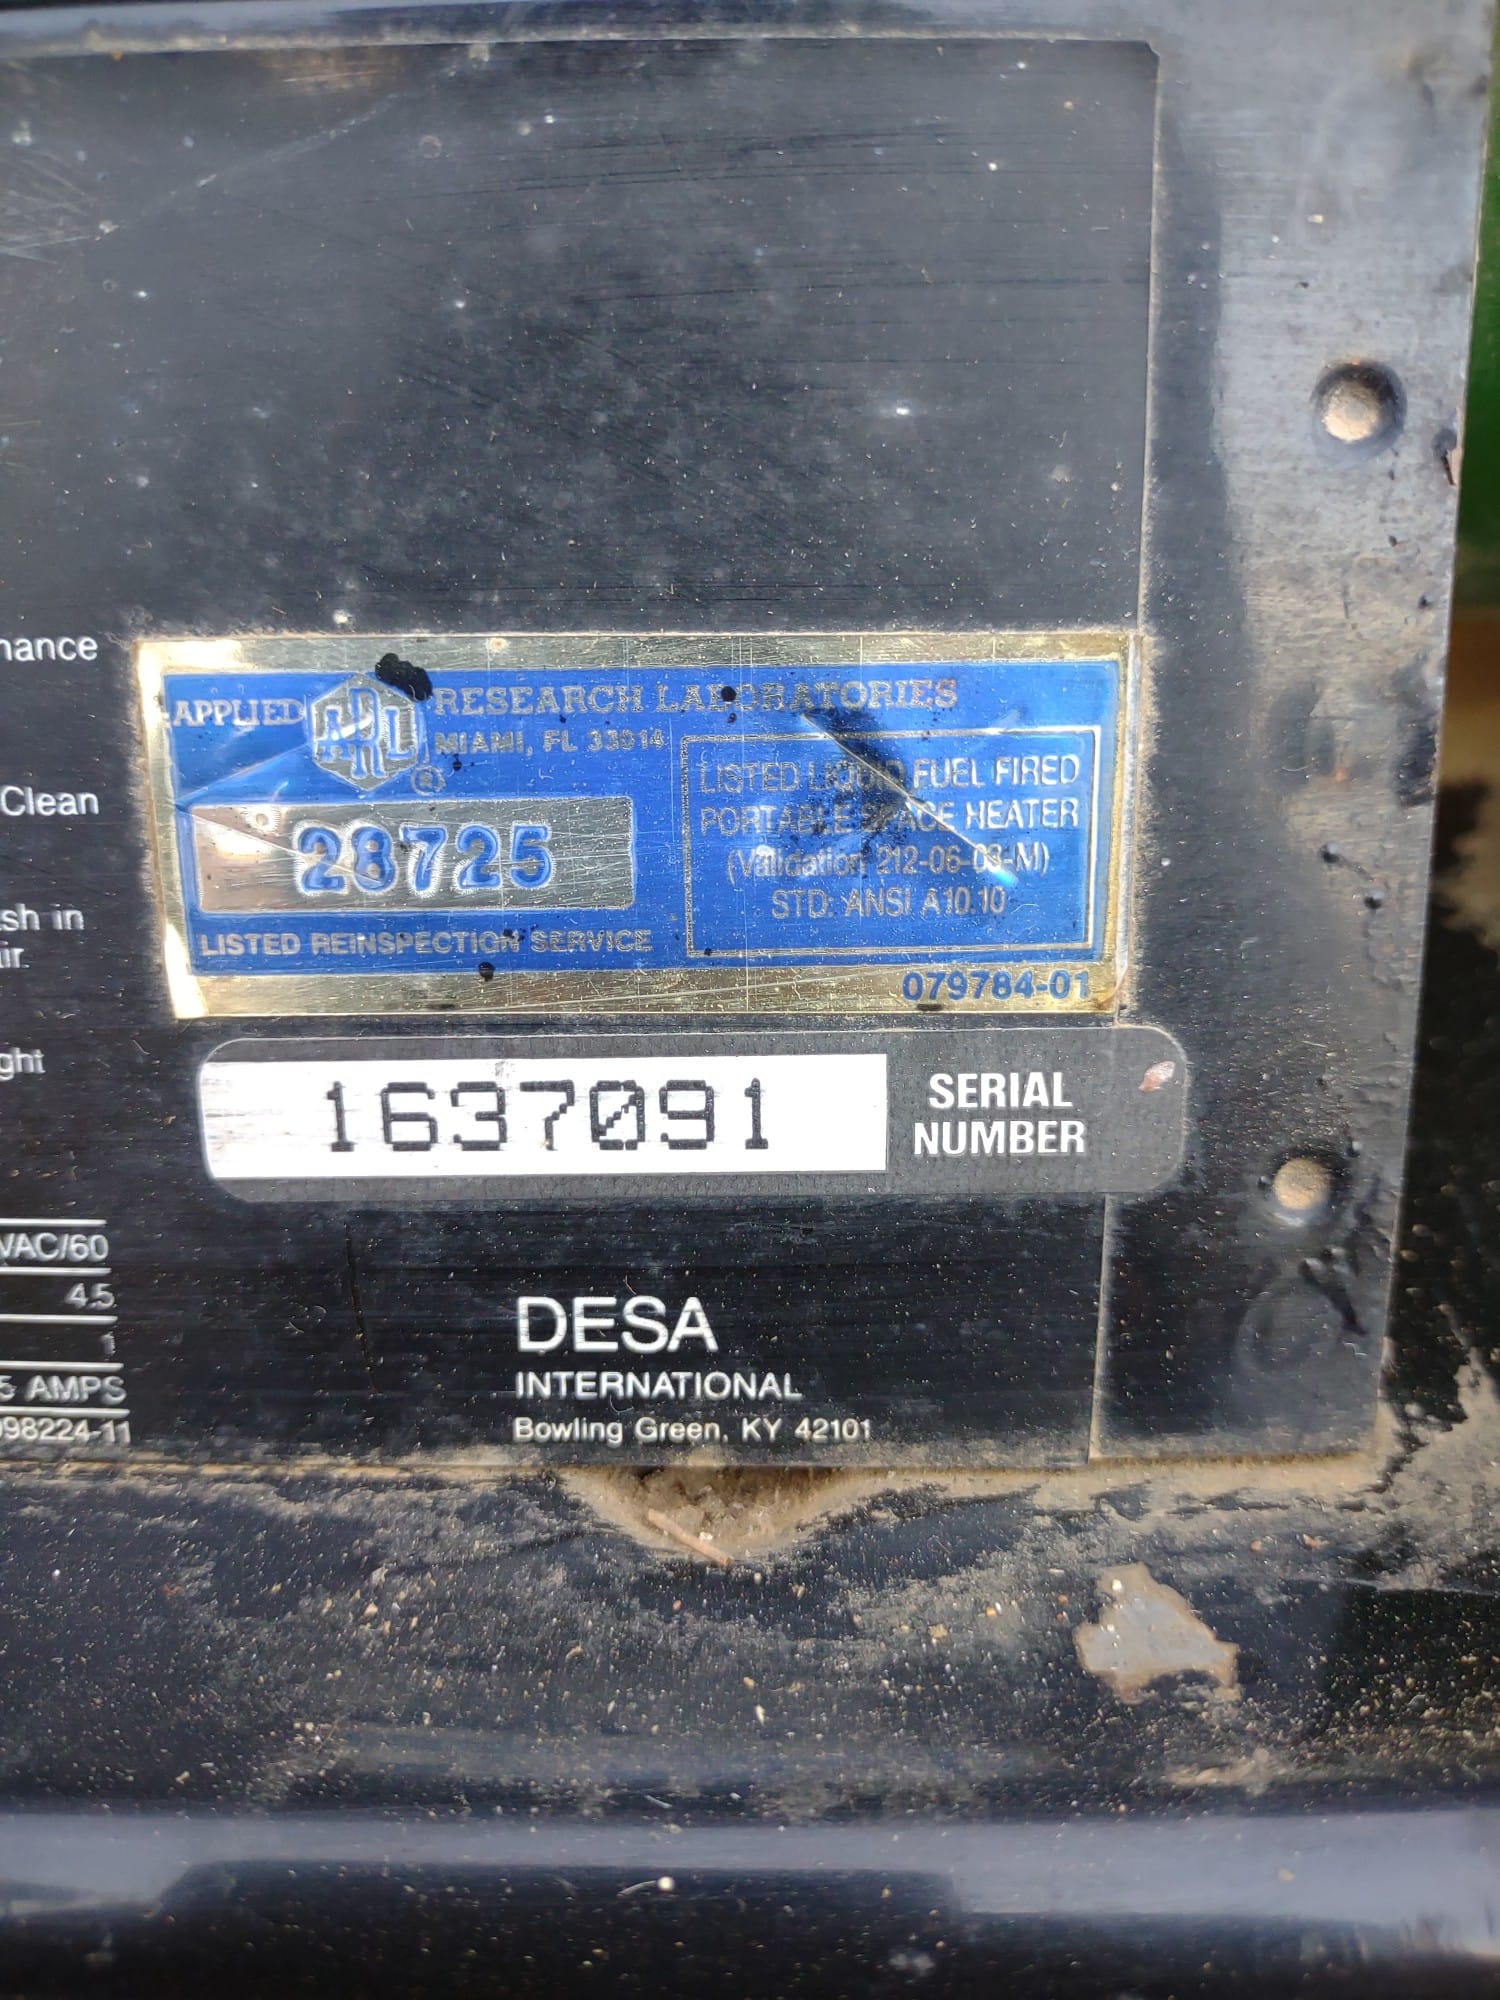 nance
Clean
sh in
ir.
ght
APPLIED ARL® RESEARCH LABORATORIES
MIAMI, FL 33014
28725
LISTED REINSPECTION SERVICE
LISTED LIQUID FUEL FIRED
PORTABLE SPACE HEATER
(Validation 212-06-03-M)
STD: ANSI A10.10
079784-01
1637091
SERIAL
NUMBER
VAC/60
4.5
1
5 AMPS
098224-11
DESA
INTERNATIONAL
Bowling Green, KY 42101